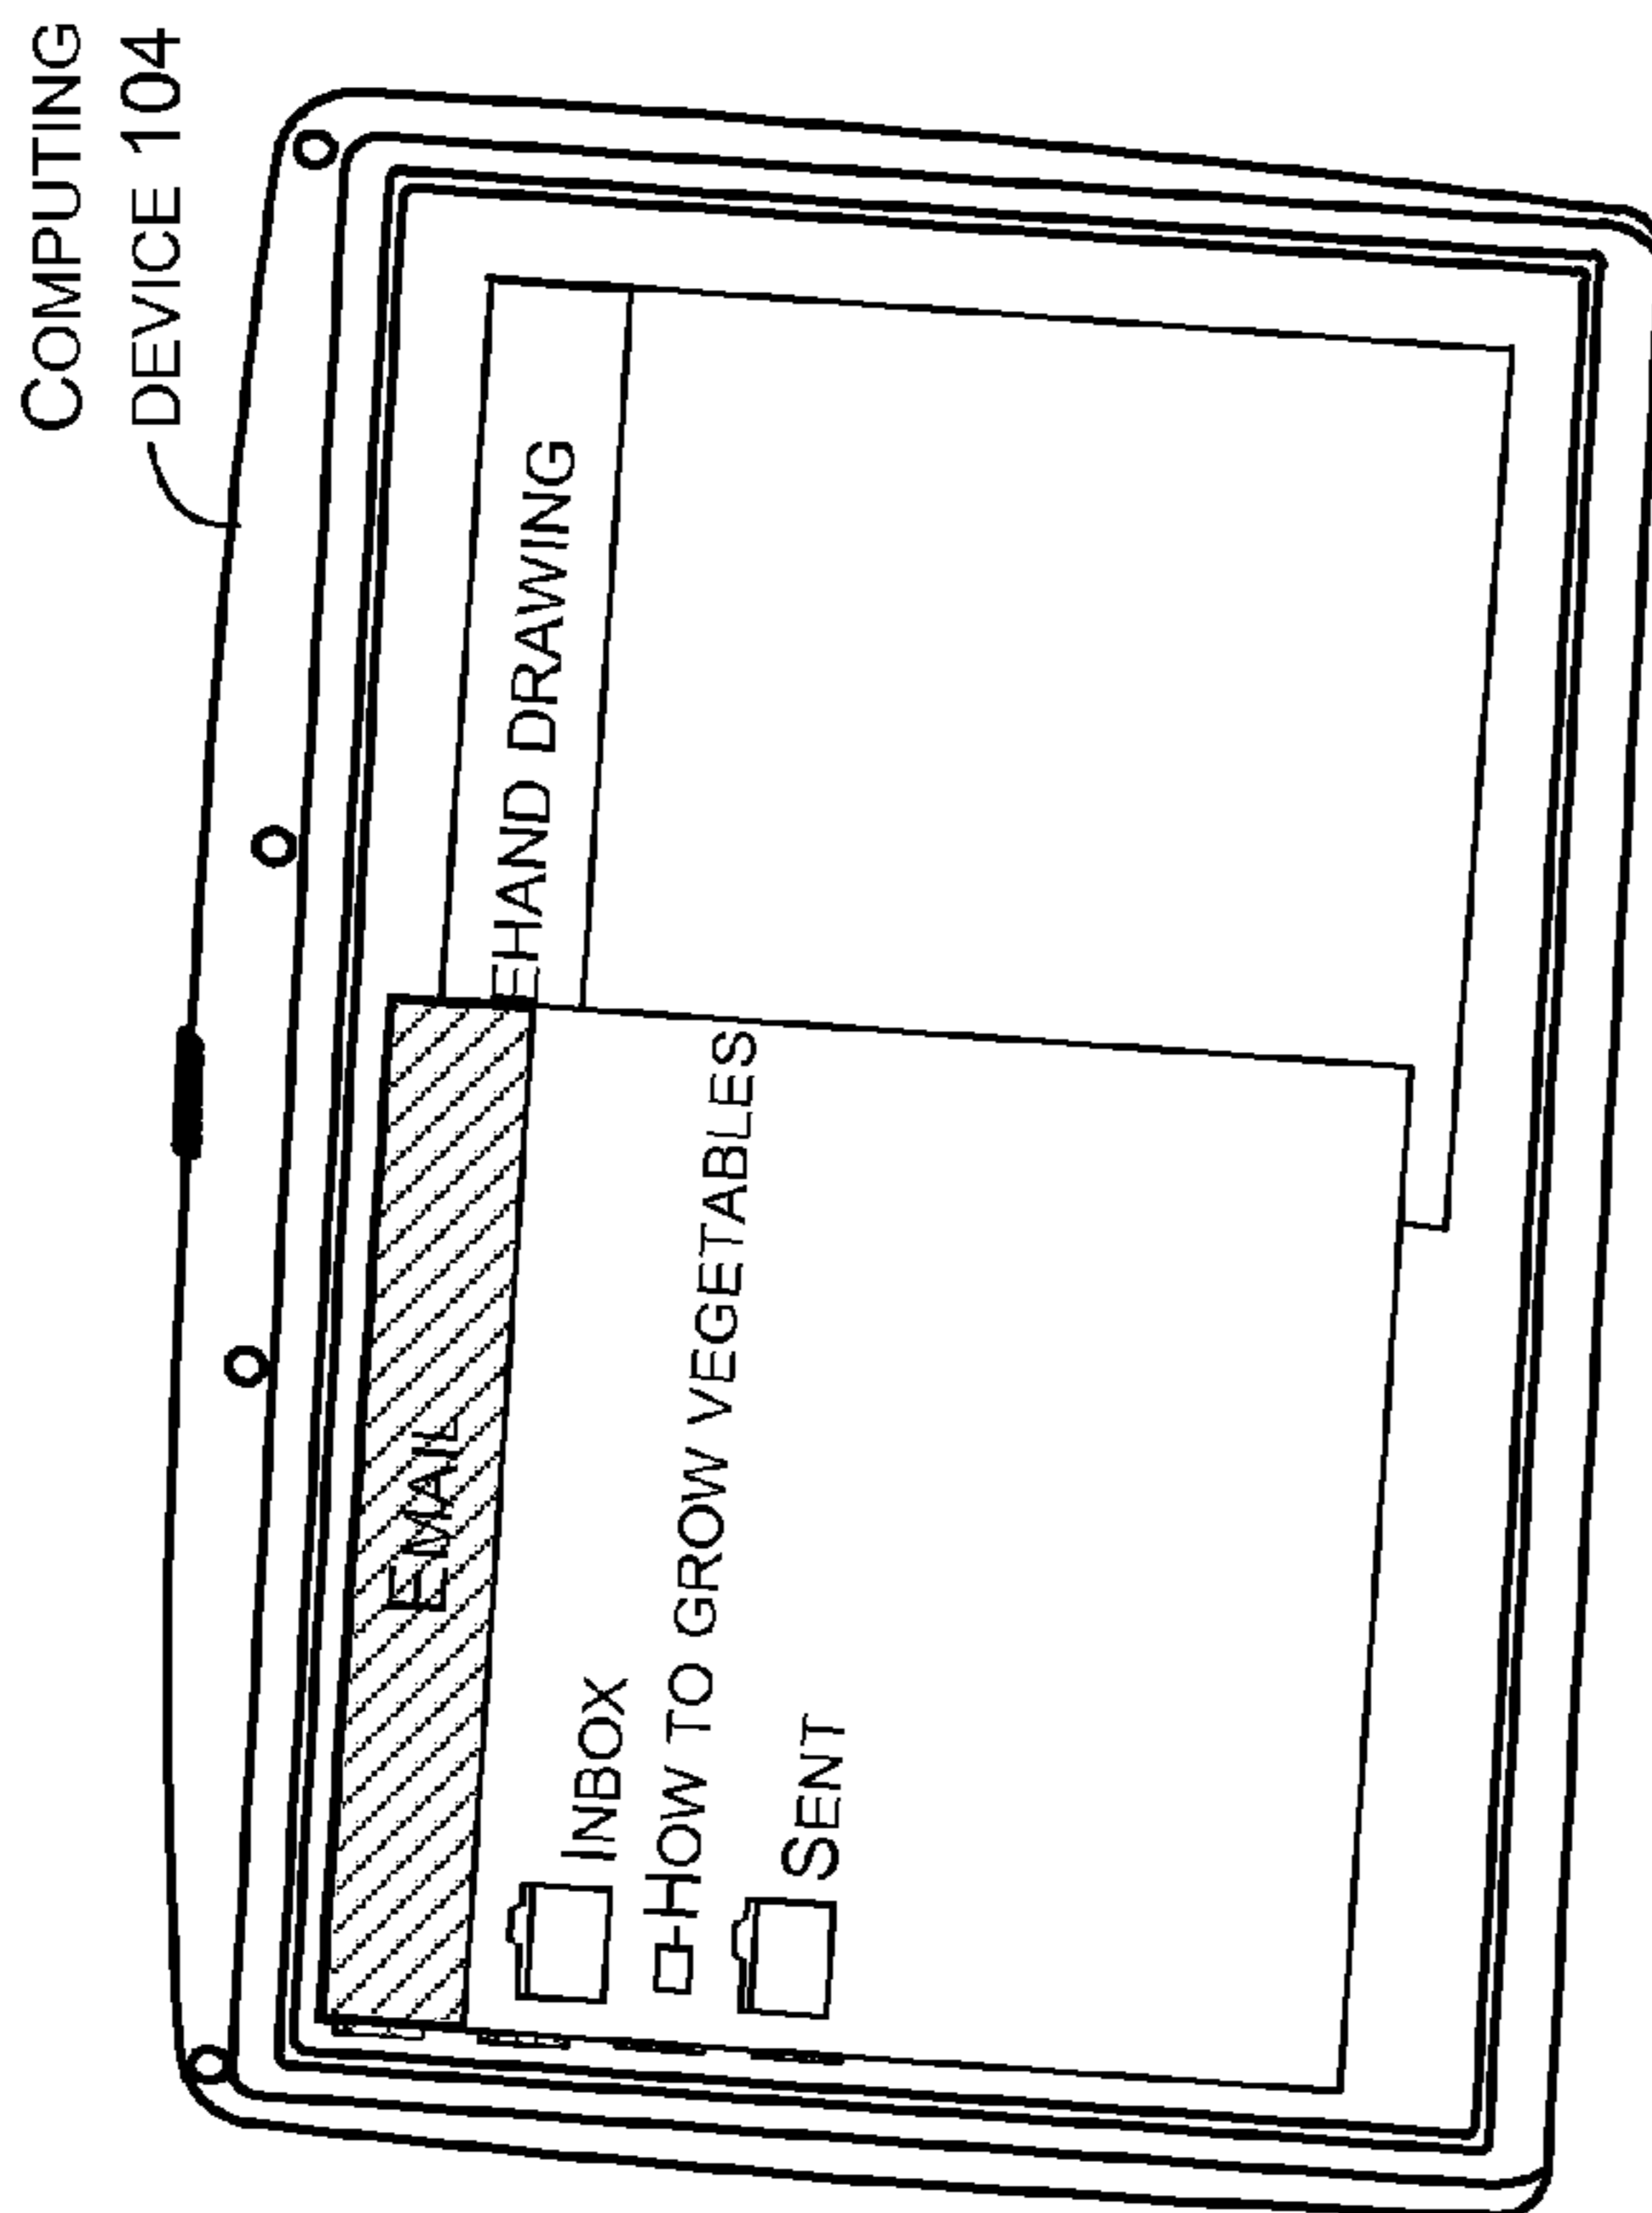 COMPUTING
DEVICE 104
EMAIL
EHAND DRAWING
INBOX
HOW TO GROW VEGETABLES
SENT